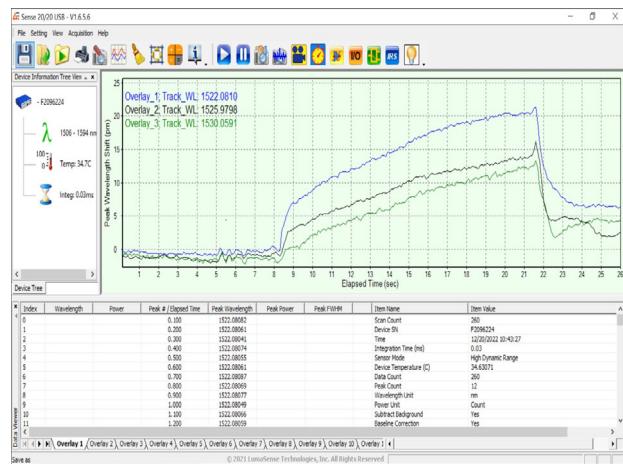 Sense 20/20 USB - V1.6.5.6
File Setting View Acquisition Help
Device Information Tree View
- F2096224
1506 - 1594 nm
100
0
Temp: 34.7C
Integ: 0.03ms
Device Tree
Overlay_1; Track_WL: 1522.0810
Overlay_2; Track_WL: 1525.9798
Overlay_3; Track_WL: 1530.0591
Peak Wavelength Shift (pm)
25
20
15
10
5
0
1 2 3 4 5 6 7 8 9 10 11 12 13 14 15 16 17 18 19 20 21 22 23 24 25 26
Elapsed Time (sec)
I/O
IRS
Index Wavelength Power Peak # / Elapsed Time Peak Wavelength Peak Power Peak FWHM Item Name Item Value
0 0.100 1522.08082 Scan Count 260
1 0.200 1522.08061 Device SN F2096224
2 0.300 1522.08041 Time 12/20/2022 10:43:27
3 0.400 1522.08074 Integration Time (ms) 0.03
4 0.500 1522.08055 Sensor Mode High Dynamic Range
5 0.600 1522.08061 Device Temperature (C) 34.63071
6 0.700 1522.08087 Data Count 260
7 0.800 1522.08069 Peak Count 12
8 0.900 1522.08077 Wavelength Unit nm
9 1.000 1522.08049 Power Unit Count
10 1.100 1522.08066 Subtract Background Yes
11 1.200 1522.08059 Baseline Correction Yes
Data Viewer
Overlay 1 Overlay 2 Overlay 3 Overlay 4 Overlay 5 Overlay 6 Overlay 7 Overlay 8 Overlay 9 Overlay 10 Overlay 1
Save as
© 2021 LumaSense Technologies, Inc. All Rights Reserved